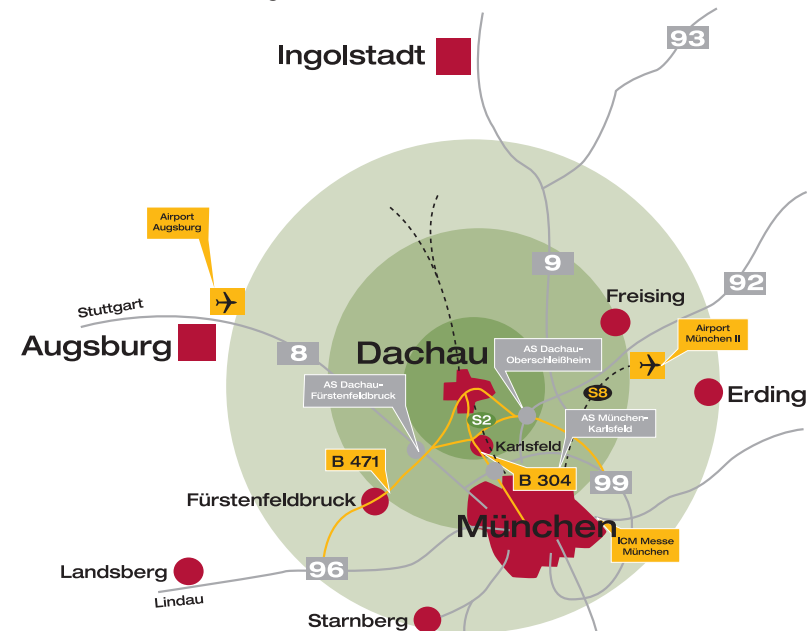 93
Ingolstadt
Airport
Augsburg
9
92
Stuttgart
Freising
Airport
München II
Augsburg
8
Dachau
AS Dachau-
Oberschleißheim
AS Dachau-
Fürstenfeldbruck
S8
Erding
S2
AS München-
Karlsfeld
Karlsfeld
B 471
B 304
99
Fürstenfeldbruck
München
ICM Messe
München
96
Landsberg
Lindau
Starnberg